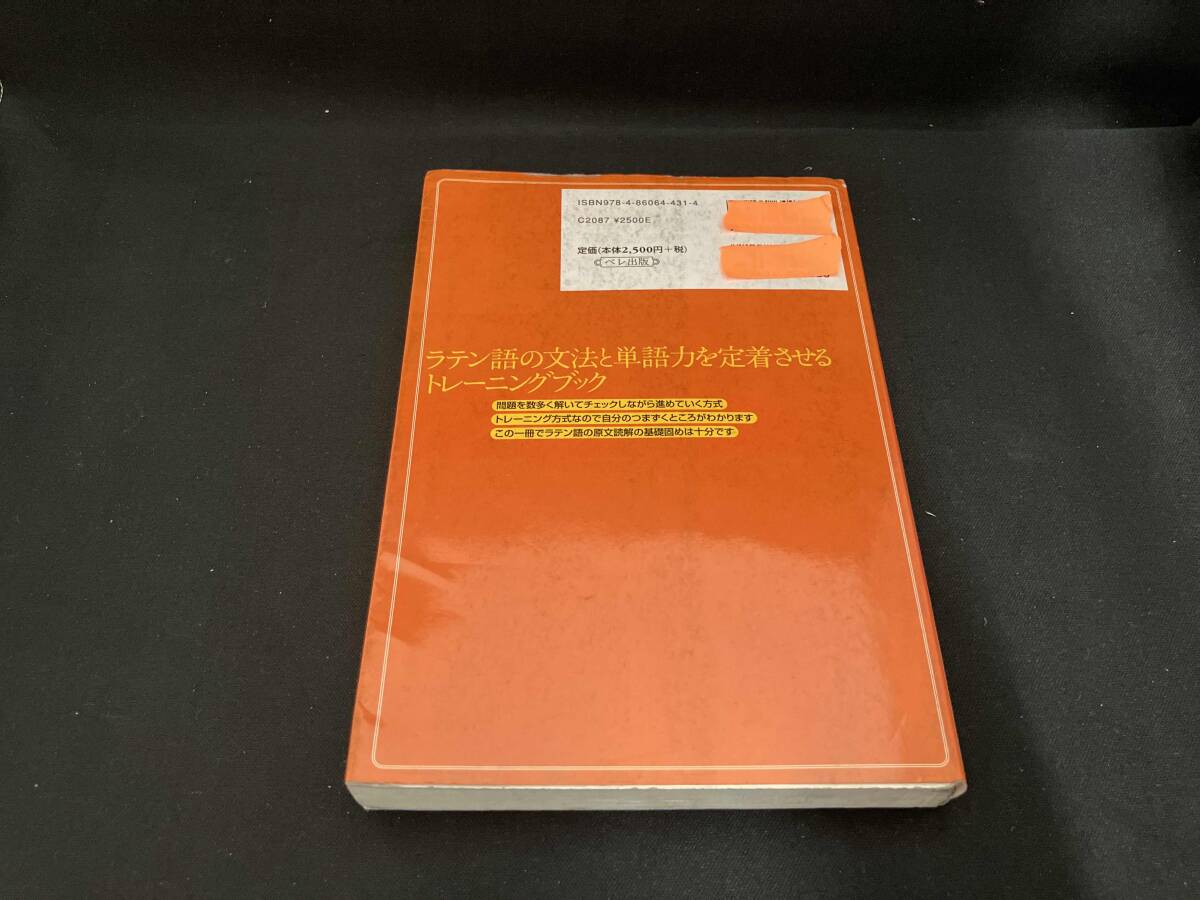 ISBN978-4-86064-431-4
C2087 ¥2500E
定価(本体2,500円+税)
ベレ出版
ラテン語の文法と単語力を定着させる
トレーニングブック
問題を数多く解いてチェックしながら進めていく方式
トレーニング方式なので自分のつまずくところがわかります
この一冊でラテン語の原文読解の基礎固めは十分です